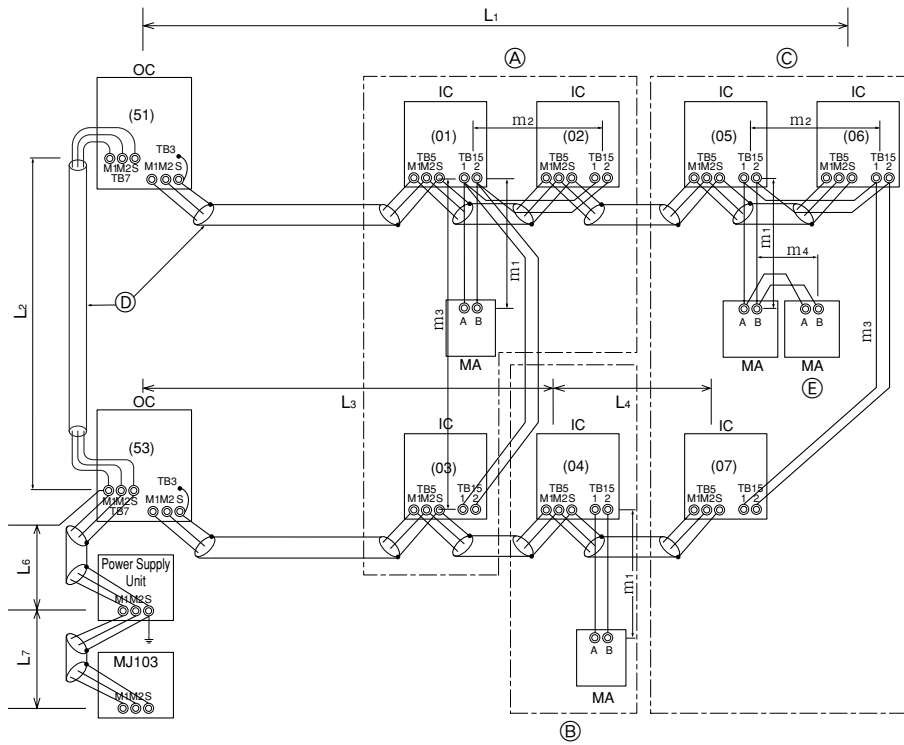 L1
A
C
OC
IC
IC
IC
IC
(51)
(01)
m2
(02)
(05)
m2
(06)
TB3
M1M2S
TB7
M1M2 S
TB5
M1M2S
TB15
1 2
TB5
M1M2S
TB15
1 2
TB5
M1M2S
TB15
1 2
TB5
M1M2S
TB15
1 2
L2
D
m1
m3
A B
MA
m1
m4
m3
A B
MA
A B
MA
E
L3
L4
OC
IC
IC
IC
(53)
(03)
(04)
(07)
TB3
M1M2S
TB7
M1M2 S
TB5
M1M2S
TB15
1 2
TB5
M1M2S
TB15
1 2
TB5
M1M2S
TB15
1 2
L6
Power Supply
Unit
M1M2S
m1
A B
MA
L7
MJ103
M1M2S
B